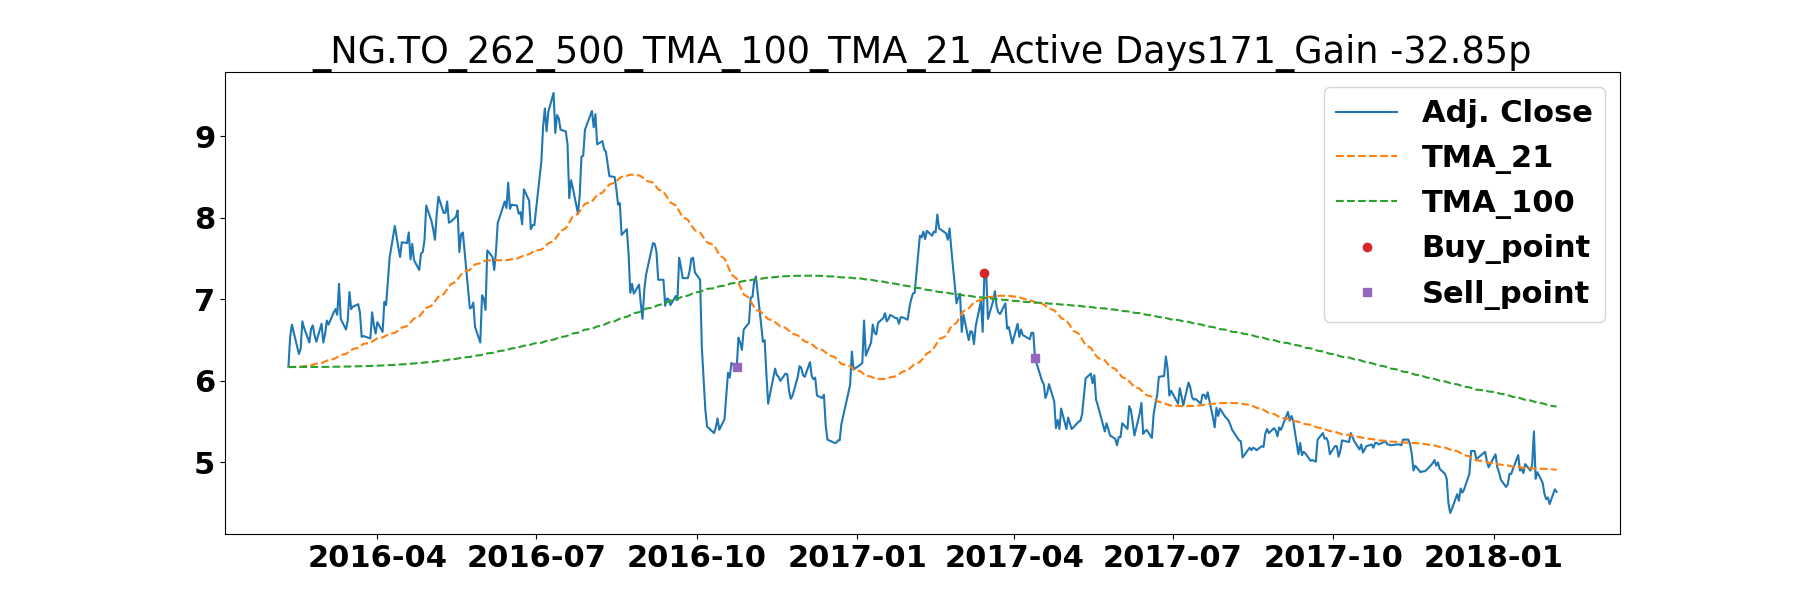 _NG.TO_262_500_TMA_100_TMA_21_Active Days171_Gain -32.85p
Adj. Close
TMA_21
TMA_100
Buy_point
Sell_point
9
8
7
6
5
2016-04
2016-07
2016-10
2017-01
2017-04
2017-07
2017-10
2018-01